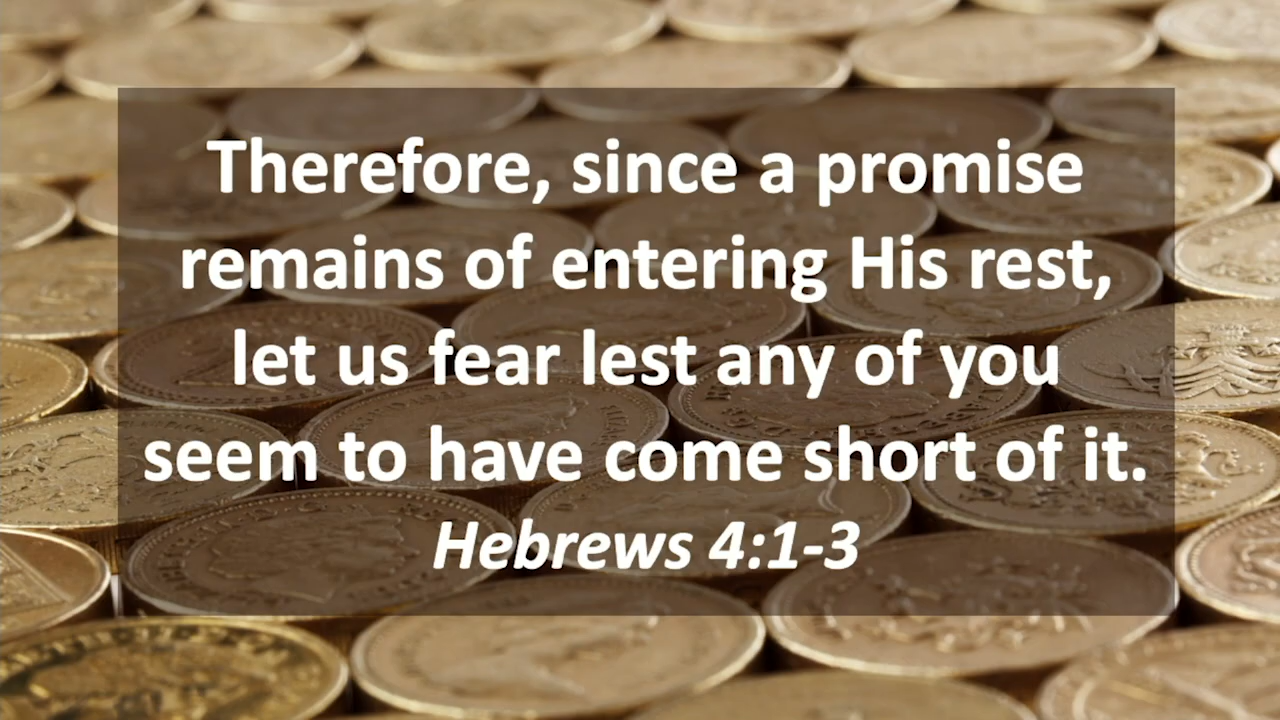 Therefore, since a promise
remains of entering His rest,
let us fear lest any of you
seem to have come short of it.
Hebrews 4:1-3